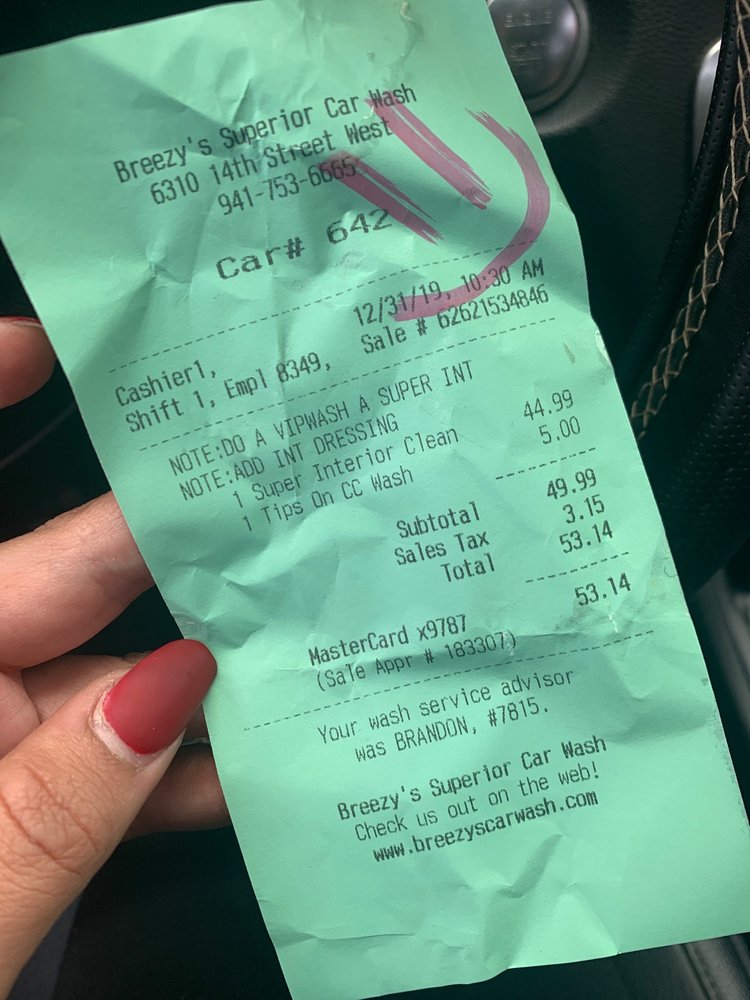 Breezy's Superior Car Wash
6310 14th Street West
941-753-6665
Car# 642
12/31/19, 10:30 AM
Cashier1,
Sale # 62621534846
Shift 1, Empl 8349,
NOTE:DO A VIPWASH A SUPER INT
NOTE:ADD INT DRESSING
1 Super Interior Clean 44.99
1 Tips On CC Wash 5.00
Subtotal 49.99
Sales Tax 3.15
Total 53.14
MasterCard x9787 53.14
(Sale Appr # 183307)
Your wash service advisor
was BRANDON, #7815.
Breezy's Superior Car Wash
Check us out on the web!
www.breezyscarwash.com